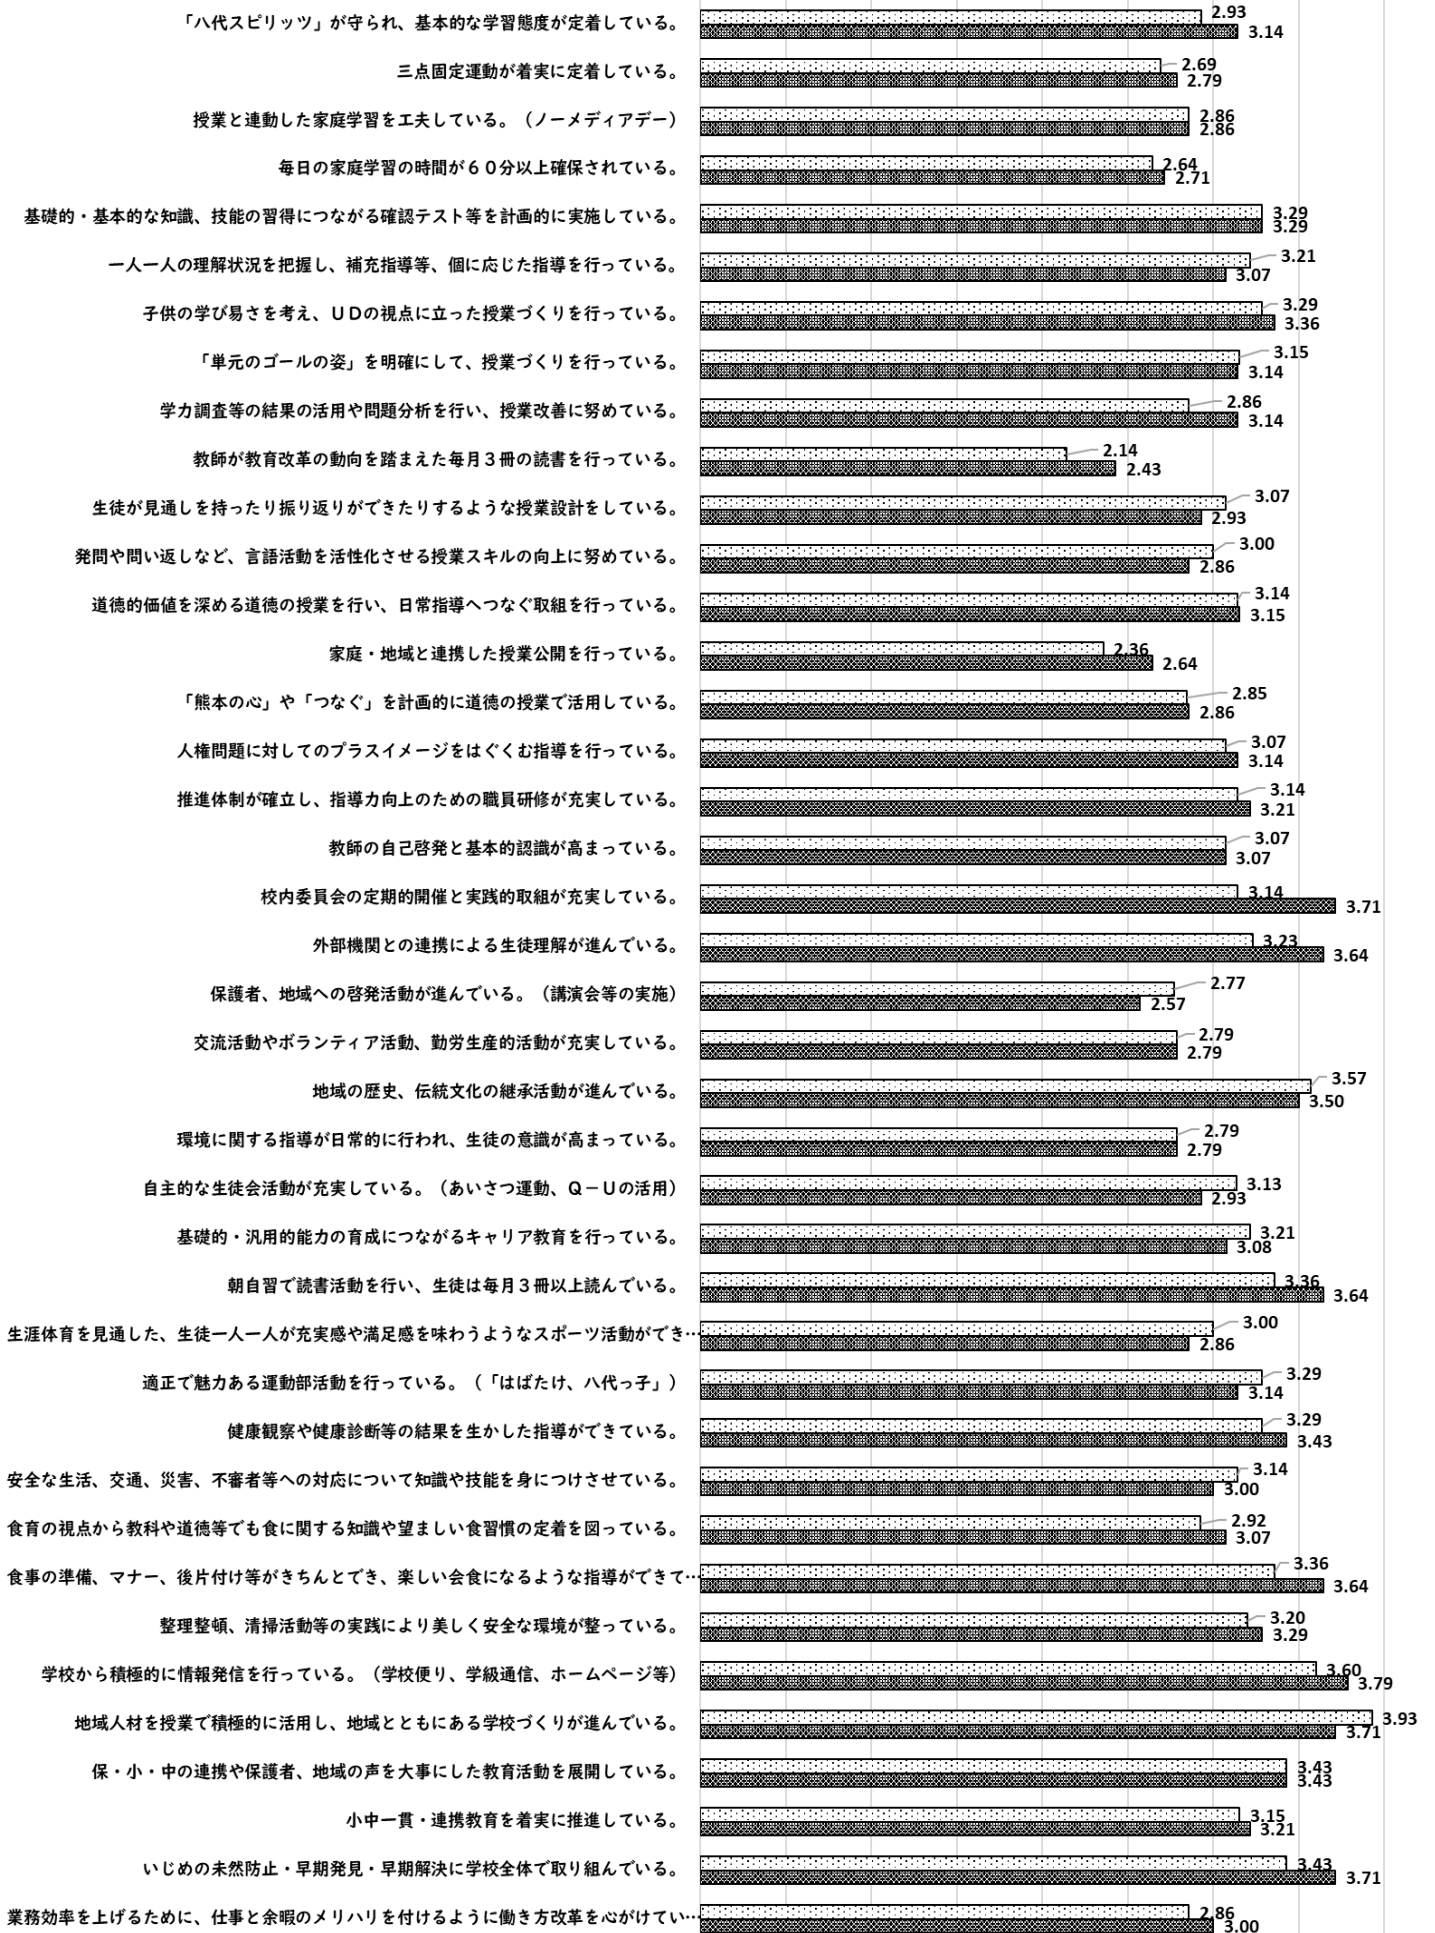 「八代スピリッツ」が守られ、基本的な学習態度が定着している。 2.93
3.14
三点固定運動が着実に定着している。 2.69
2.79
授業と連動した家庭学習を工夫している。（ノーメディアデー） 2.86
2.86
毎日の家庭学習の時間が６０分以上確保されている。 2.64
2.71
基礎的・基本的な知識、技能の習得につながる確認テスト等を計画的に実施している。 3.29
3.29
一人一人の理解状況を把握し、補充指導等、個に応じた指導を行っている。 3.21
3.07
子供の学び易さを考え、ＵＤの視点に立った授業づくりを行っている。 3.29
3.36
「単元のゴールの姿」を明確にして、授業づくりを行っている。 3.15
3.14
学力調査等の結果の活用や問題分析を行い、授業改善に努めている。 2.86
3.14
教師が教育改革の動向を踏まえた毎月３冊の読書を行っている。 2.14
2.43
生徒が見通しを持ったり振り返りができたりするような授業設計をしている。 3.07
2.93
発問や問い返しなど、言語活動を活性化させる授業スキルの向上に努めている。 3.00
2.86
道徳的価値を深める道徳の授業を行い、日常指導へつなぐ取組を行っている。 3.14
3.15
家庭・地域と連携した授業公開を行っている。 2.36
2.64
「熊本の心」や「つなぐ」を計画的に道徳の授業で活用している。 2.85
2.86
人権問題に対してのプラスイメージをはぐくむ指導を行っている。 3.07
3.14
推進体制が確立し、指導力向上のための職員研修が充実している。 3.14
3.21
教師の自己啓発と基本的認識が高まっている。 3.07
3.07
校内委員会の定期的開催と実践的取組が充実している。 3.14
3.71
外部機関との連携による生徒理解が進んでいる。 3.23
3.64
保護者、地域への啓発活動が進んでいる。（講演会等の実施） 2.77
2.57
交流活動やボランティア活動、勤労生産的活動が充実している。 2.79
2.79
地域の歴史、伝統文化の継承活動が進んでいる。 3.57
3.50
環境に関する指導が日常的に行われ、生徒の意識が高まっている。 2.79
2.79
自主的な生徒会活動が充実している。（あいさつ運動、Ｑ－Ｕの活用） 3.13
2.93
基礎的・汎用的能力の育成につながるキャリア教育を行っている。 3.21
3.08
朝自習で読書活動を行い、生徒は毎月３冊以上読んでいる。 3.36
3.64
生涯体育を見通した、生徒一人一人が充実感や満足感を味わうようなスポーツ活動ができ… 3.00
2.86
適正で魅力ある運動部活動を行っている。（「はばたけ、八代っ子」） 3.29
3.14
健康観察や健康診断等の結果を生かした指導ができている。 3.29
3.43
安全な生活、交通、災害、不審者等への対応について知識や技能を身につけさせている。 3.14
3.00
食育の視点から教科や道徳等でも食に関する知識や望ましい食習慣の定着を図っている。 2.92
3.07
食事の準備、マナー、後片付け等がきちんとでき、楽しい会食になるような指導ができて… 3.36
3.64
整理整頓、清掃活動等の実践により美しく安全な環境が整っている。 3.20
3.29
学校から積極的に情報発信を行っている。（学校便り、学級通信、ホームページ等） 3.60
3.79
地域人材を授業で積極的に活用し、地域とともにある学校づくりが進んでいる。 3.93
3.71
保・小・中の連携や保護者、地域の声を大事にした教育活動を展開している。 3.43
3.43
小中一貫・連携教育を着実に推進している。 3.15
3.21
いじめの未然防止・早期発見・早期解決に学校全体で取り組んでいる。 3.43
3.71
業務効率を上げるために、仕事と余暇のメリハリを付けるように働き方改革を心がけてい… 2.86
3.00